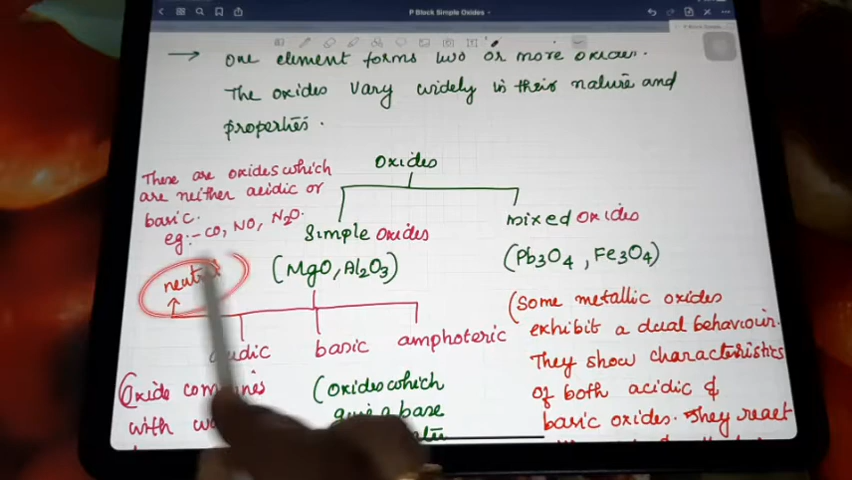 P Block Simple Oxides
→ One element forms two or more oxides.
The oxides vary widely in their nature and
properties.
Oxides
These are oxides which
are neither acidic or
basic.
eg:- CO, NO, N2O.
Simple Oxides
(MgO, Al2O3)
mixed Oxides
(Pb3O4, Fe3O4)
basic
amphoteric
(Oxides which
give a base
(Some metallic oxides
exhibit a dual behaviour.
They show characteristics
of both acidic &
basic oxides. They react